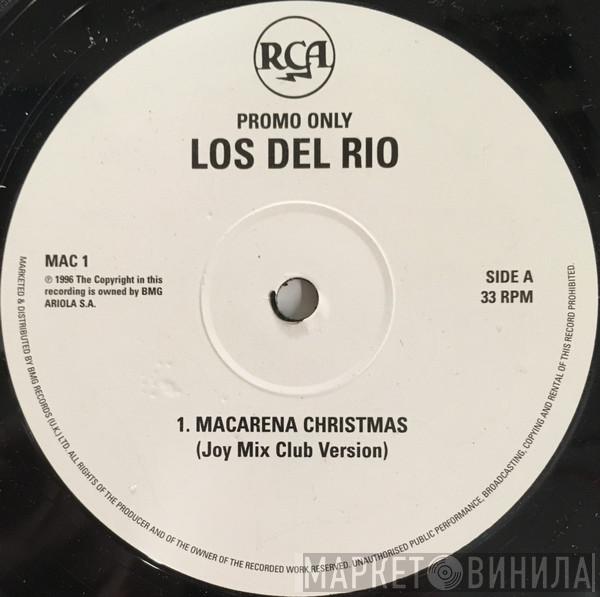 RCA
PROMO ONLY
LOS DEL RIO
MAC 1
℗ 1996 The Copyright in this
recording is owned by BMG
ARIOLA S.A.
SIDE A
33 RPM
1. MACARENA CHRISTMAS
(Joy Mix Club Version)
MARKETED & DISTRIBUTED BY BMG RECORDS (U.K.) LTD. ALL RIGHTS OF THE PRODUCER AND OF THE OWNER OF THE RECORDED WORK RESERVED. UNAUTHORISED PUBLIC PERFORMANCE, BROADCASTING, COPYING AND RENTAL OF THIS RECORD PROHIBITED.
МАРКЕТ ВИНИЛА